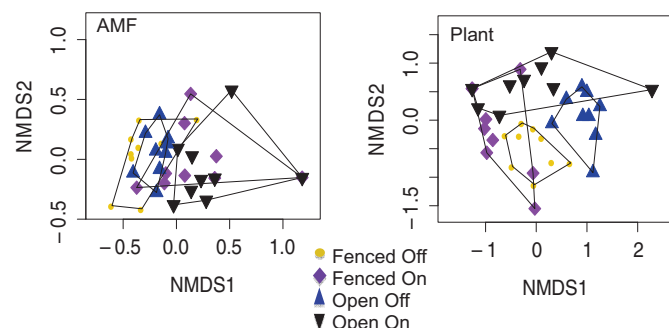 AMF
NMDS2
1.0
0.5
0.0
−0.5
−0.5 0.0 0.5 1.0
NMDS1
Plant
NMDS2
1.0
0.0
−1.5
−1 0 1 2
NMDS1
Fenced Off
Fenced On
Open Off
Open On